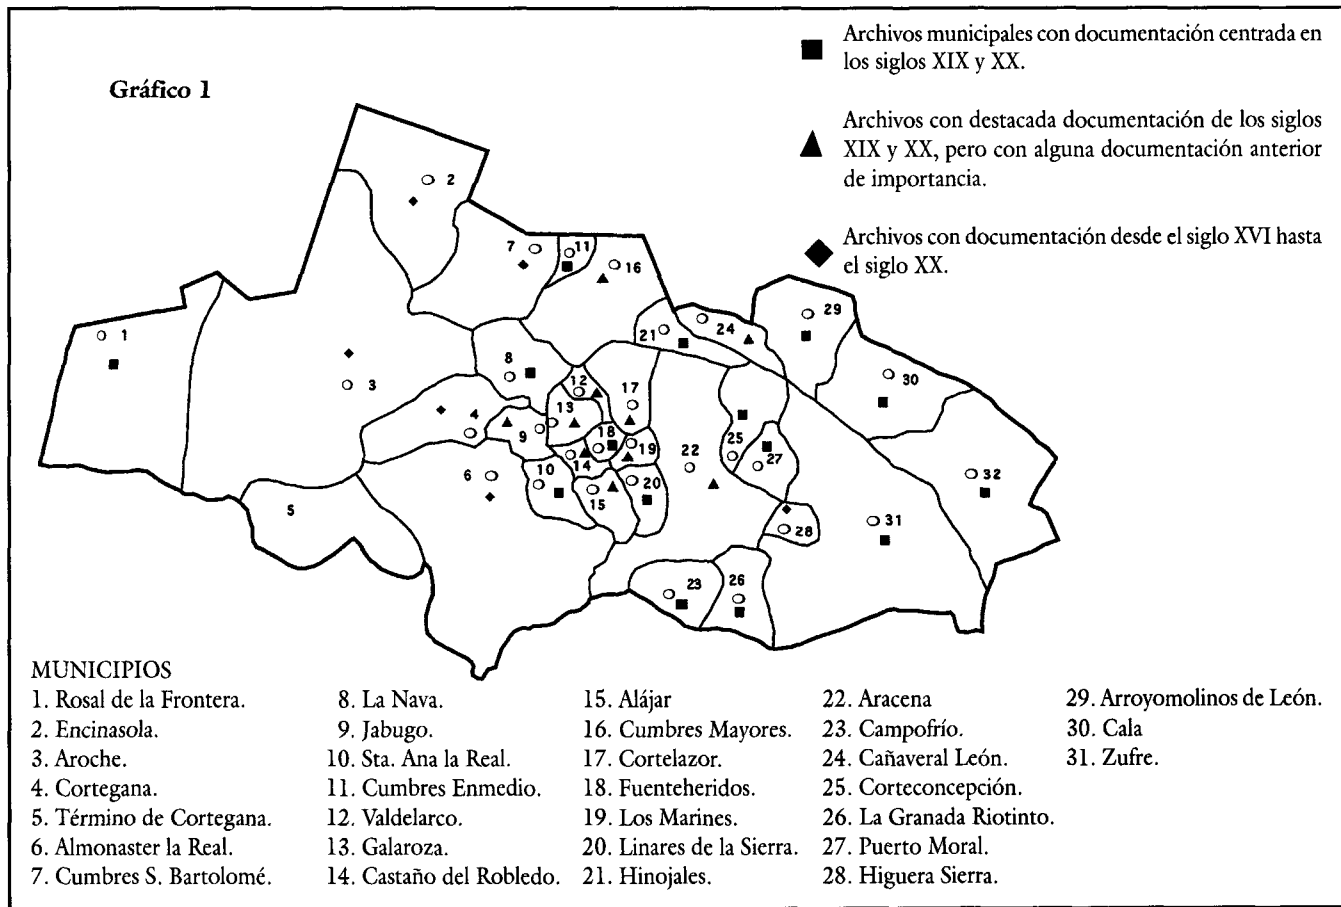 Gráfico 1
Archivos municipales con documentación centrada en
los siglos XIX y XX.
Archivos con destacada documentación de los siglos
XIX y XX, pero con alguna documentación anterior
de importancia.
Archivos con documentación desde el siglo XVI hasta
el siglo XX.
2
7
11
16
1
21
24
29
8
3
12
17
30
13
4
9
18
19
25
22
27
14
6
10
20
32
15
5
28
31
23
26
MUNICIPIOS
1. Rosal de la Frontera.
2. Encinasola.
3. Aroche.
4. Cortegana.
5. Término de Cortegana.
6. Almonaster la Real.
7. Cumbres S. Bartolomé.
8. La Nava.
9. Jabugo.
10. Sta. Ana la Real.
11. Cumbres Enmedio.
12. Valdelarco.
13. Galaroza.
14. Castaño del Robledo.
15. Alájar
16. Cumbres Mayores.
17. Cortelazor.
18. Fuenteheridos.
19. Los Marines.
20. Linares de la Sierra.
21. Hinojales.
22. Aracena
23. Campofrío.
24. Cañaveral León.
25. Corteconcepción.
26. La Granada Riotinto.
27. Puerto Moral.
28. Higuera Sierra.
29. Arroyomolinos de León.
30. Cala
31. Zufre.